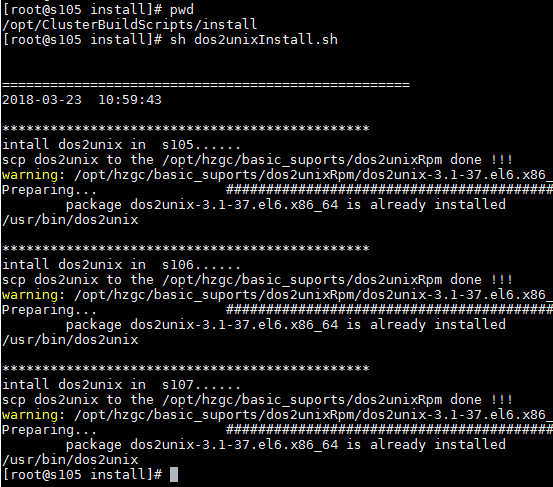 [root@s105 install]# pwd
/opt/ClusterBuildScripts/install
[root@s105 install]# sh dos2unixInstall.sh
===================================================
2018-03-23  10:59:43
**********************************************
intall dos2unix in  s105......
scp dos2unix to the /opt/hzgc/basic_suports/dos2unixRpm done !!!
warning: /opt/hzgc/basic_suports/dos2unixRpm/dos2unix-3.1-37.el6.x86_
Preparing...                #########################################
        package dos2unix-3.1-37.el6.x86_64 is already installed
/usr/bin/dos2unix
**********************************************
intall dos2unix in  s106......
scp dos2unix to the /opt/hzgc/basic_suports/dos2unixRpm done !!!
warning: /opt/hzgc/basic_suports/dos2unixRpm/dos2unix-3.1-37.el6.x86_
Preparing...                #########################################
        package dos2unix-3.1-37.el6.x86_64 is already installed
/usr/bin/dos2unix
**********************************************
intall dos2unix in  s107......
scp dos2unix to the /opt/hzgc/basic_suports/dos2unixRpm done !!!
warning: /opt/hzgc/basic_suports/dos2unixRpm/dos2unix-3.1-37.el6.x86_
Preparing...                #########################################
        package dos2unix-3.1-37.el6.x86_64 is already installed
/usr/bin/dos2unix
[root@s105 install]#